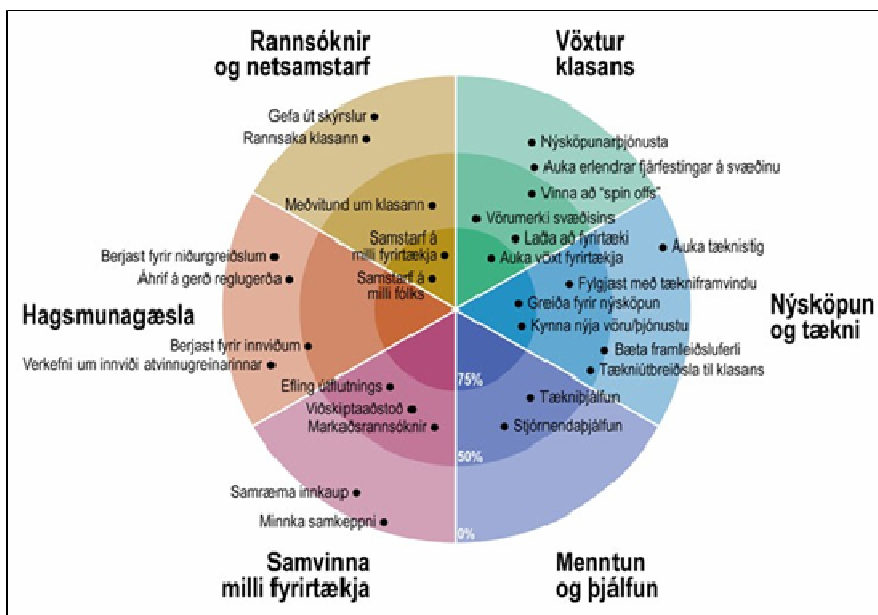 Rannsóknir
og netsamstarf
Vöxtur
klasans
Gefa út skýrslur
Rannsaka klasann
Meðvitund um klasann
Samstarf á
milli fyrirtækja
Samstarf á
milli fólks
Nýsköpunarþjónusta
Auka erlendrar fjárfestingar á svæðinu
Vinna að "spin offs"
Vörumerki svæðisins
Laða að fyrirtæki
Auka vöxt fyrirtækja
Auka tæknistig
Fylgjast með tækniframvindu
Greiða fyrir nýsköpun
Kynna nýja vöru/þjónustu
Bæta framleiðsluferli
Tækniútbreiðsla til klasans
Nýsköpun
og tækni
Berjast fyrir niðurgreiðslum
Áhrif á gerð reglugerða
Hagsmunagæsla
Berjast fyrir innviðum
Verkefni um innviði atvinnugreinarinnar
Efling útflutnings
Viðskiptaaðstoð
Markaðsrannsóknir
Samræma innkaup
Minnka samkeppni
75%
50%
0%
Tækniþjálfun
Stjórnendaþjálfun
Samvinna
milli fyrirtækja
Menntun
og þjálfun